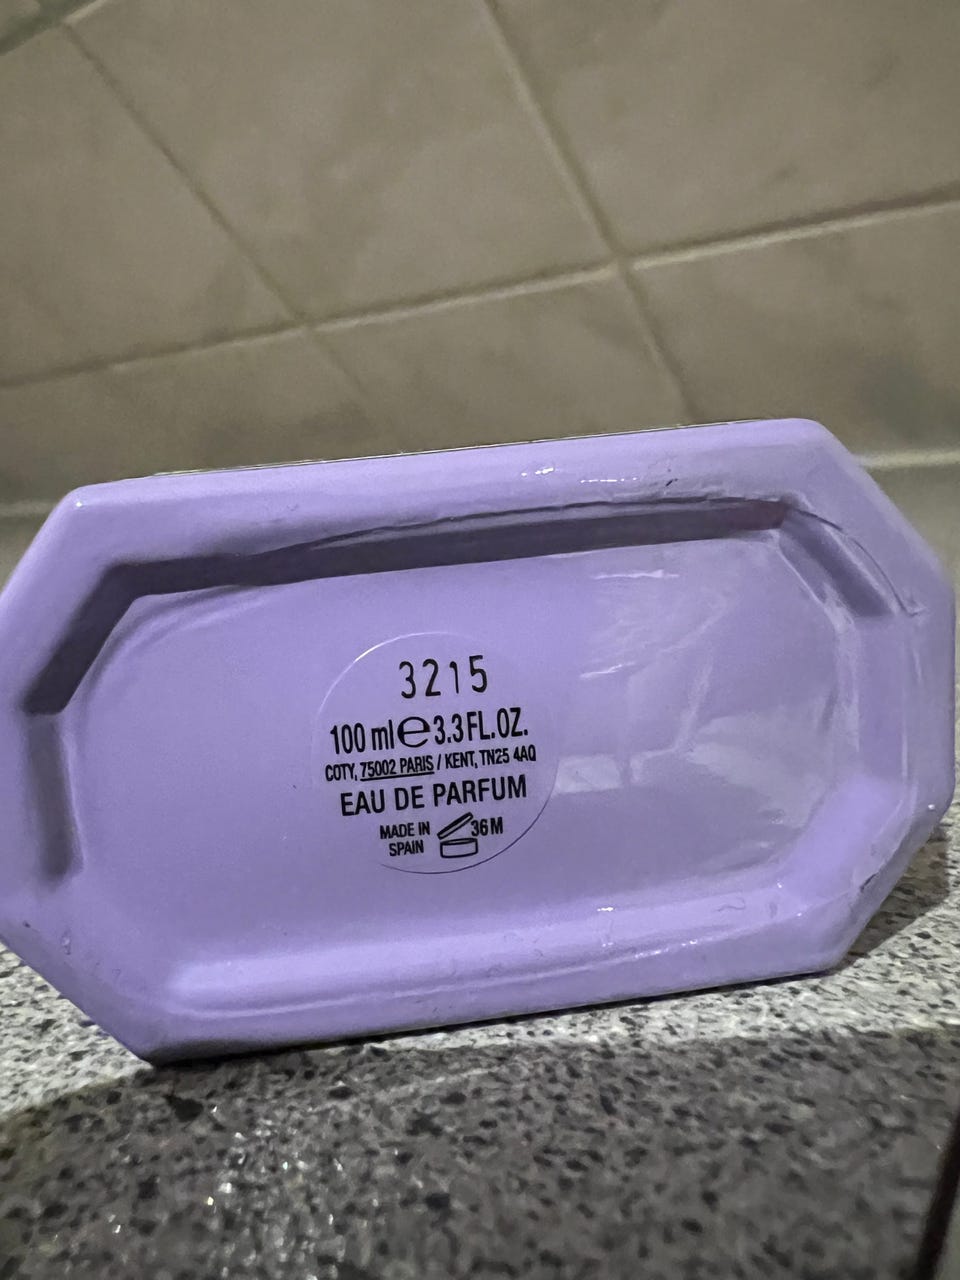 3215
100 ml e 3.3 FL.OZ.
COTY, 75002 PARIS / KENT, TN25 4AQ
EAU DE PARFUM
MADE IN SPAIN
36M